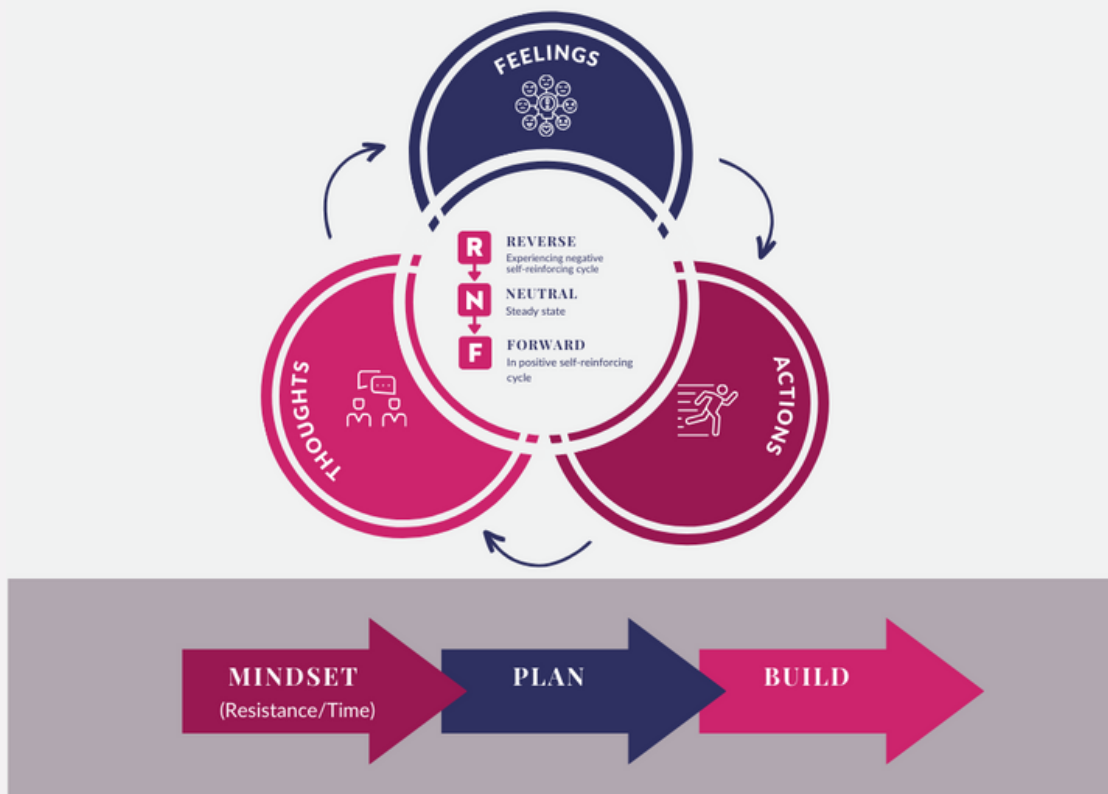 FEELINGS
R
REVERSE
Experiencing negative
self-reinforcing cycle
N
NEUTRAL
Steady state
F
FORWARD
In positive self-reinforcing
cycle
THOUGHTS
ACTIONS
MINDSET
(Resistance/Time)
PLAN
BUILD